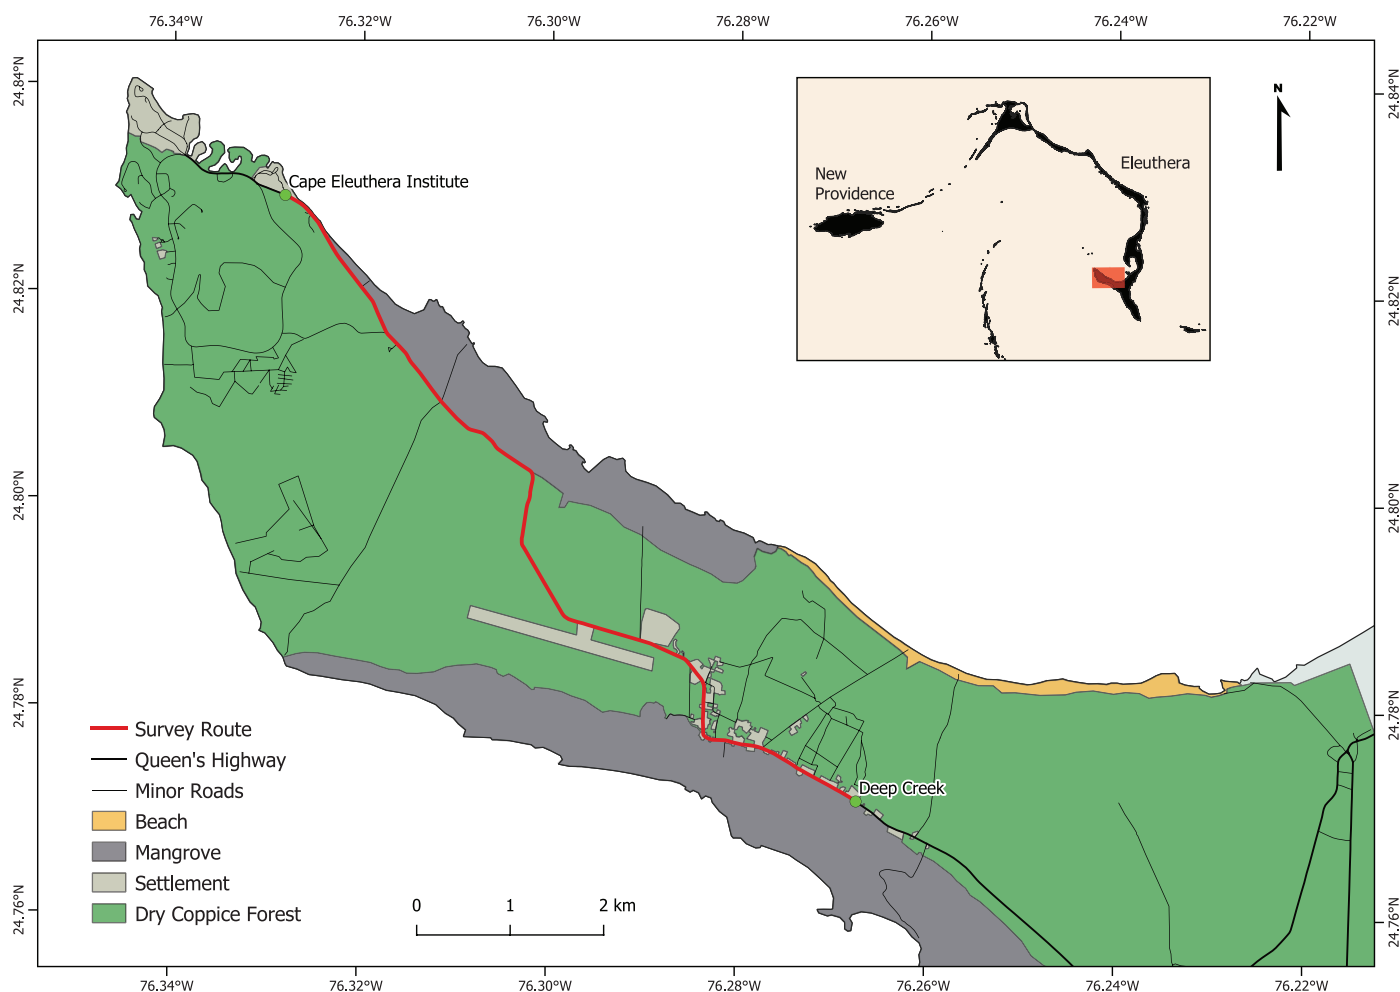 76.34°W 76.32°W 76.30°W 76.28°W 76.26°W 76.24°W 76.22°W
24.84°N
24.84°N
N
Eleuthera
New
Providence
Cape Eleuthera Institute
24.82°N
24.82°N
24.80°N
24.80°N
24.78°N
24.78°N
Survey Route
Queen's Highway
Minor Roads
Deep Creek
Beach
Mangrove
Settlement
Dry Coppice Forest
0 1 2 km
24.76°N
24.76°N
76.34°W 76.32°W 76.30°W 76.28°W 76.26°W 76.24°W 76.22°W